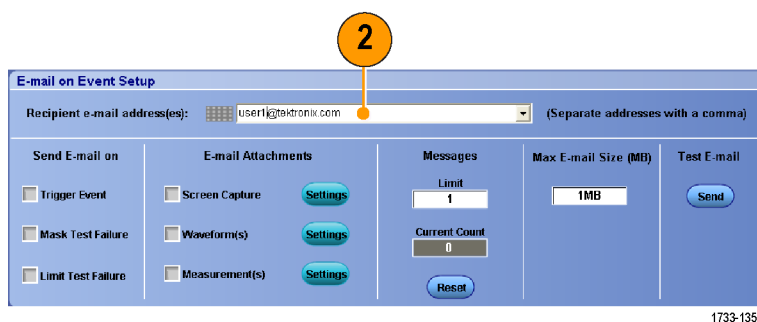 2
E-mail on Event Setup
Recipient e-mail address(es): user1@tektronix.com (Separate addresses with a comma)
Send E-mail on E-mail Attachments Messages Max E-mail Size (MB) Test E-mail
Limit
Trigger Event Screen Capture Settings 1 1MB Send
Mask Test Failure Waveform(s) Settings Current Count
0
Limit Test Failure Measurement(s) Settings Reset
1733-135